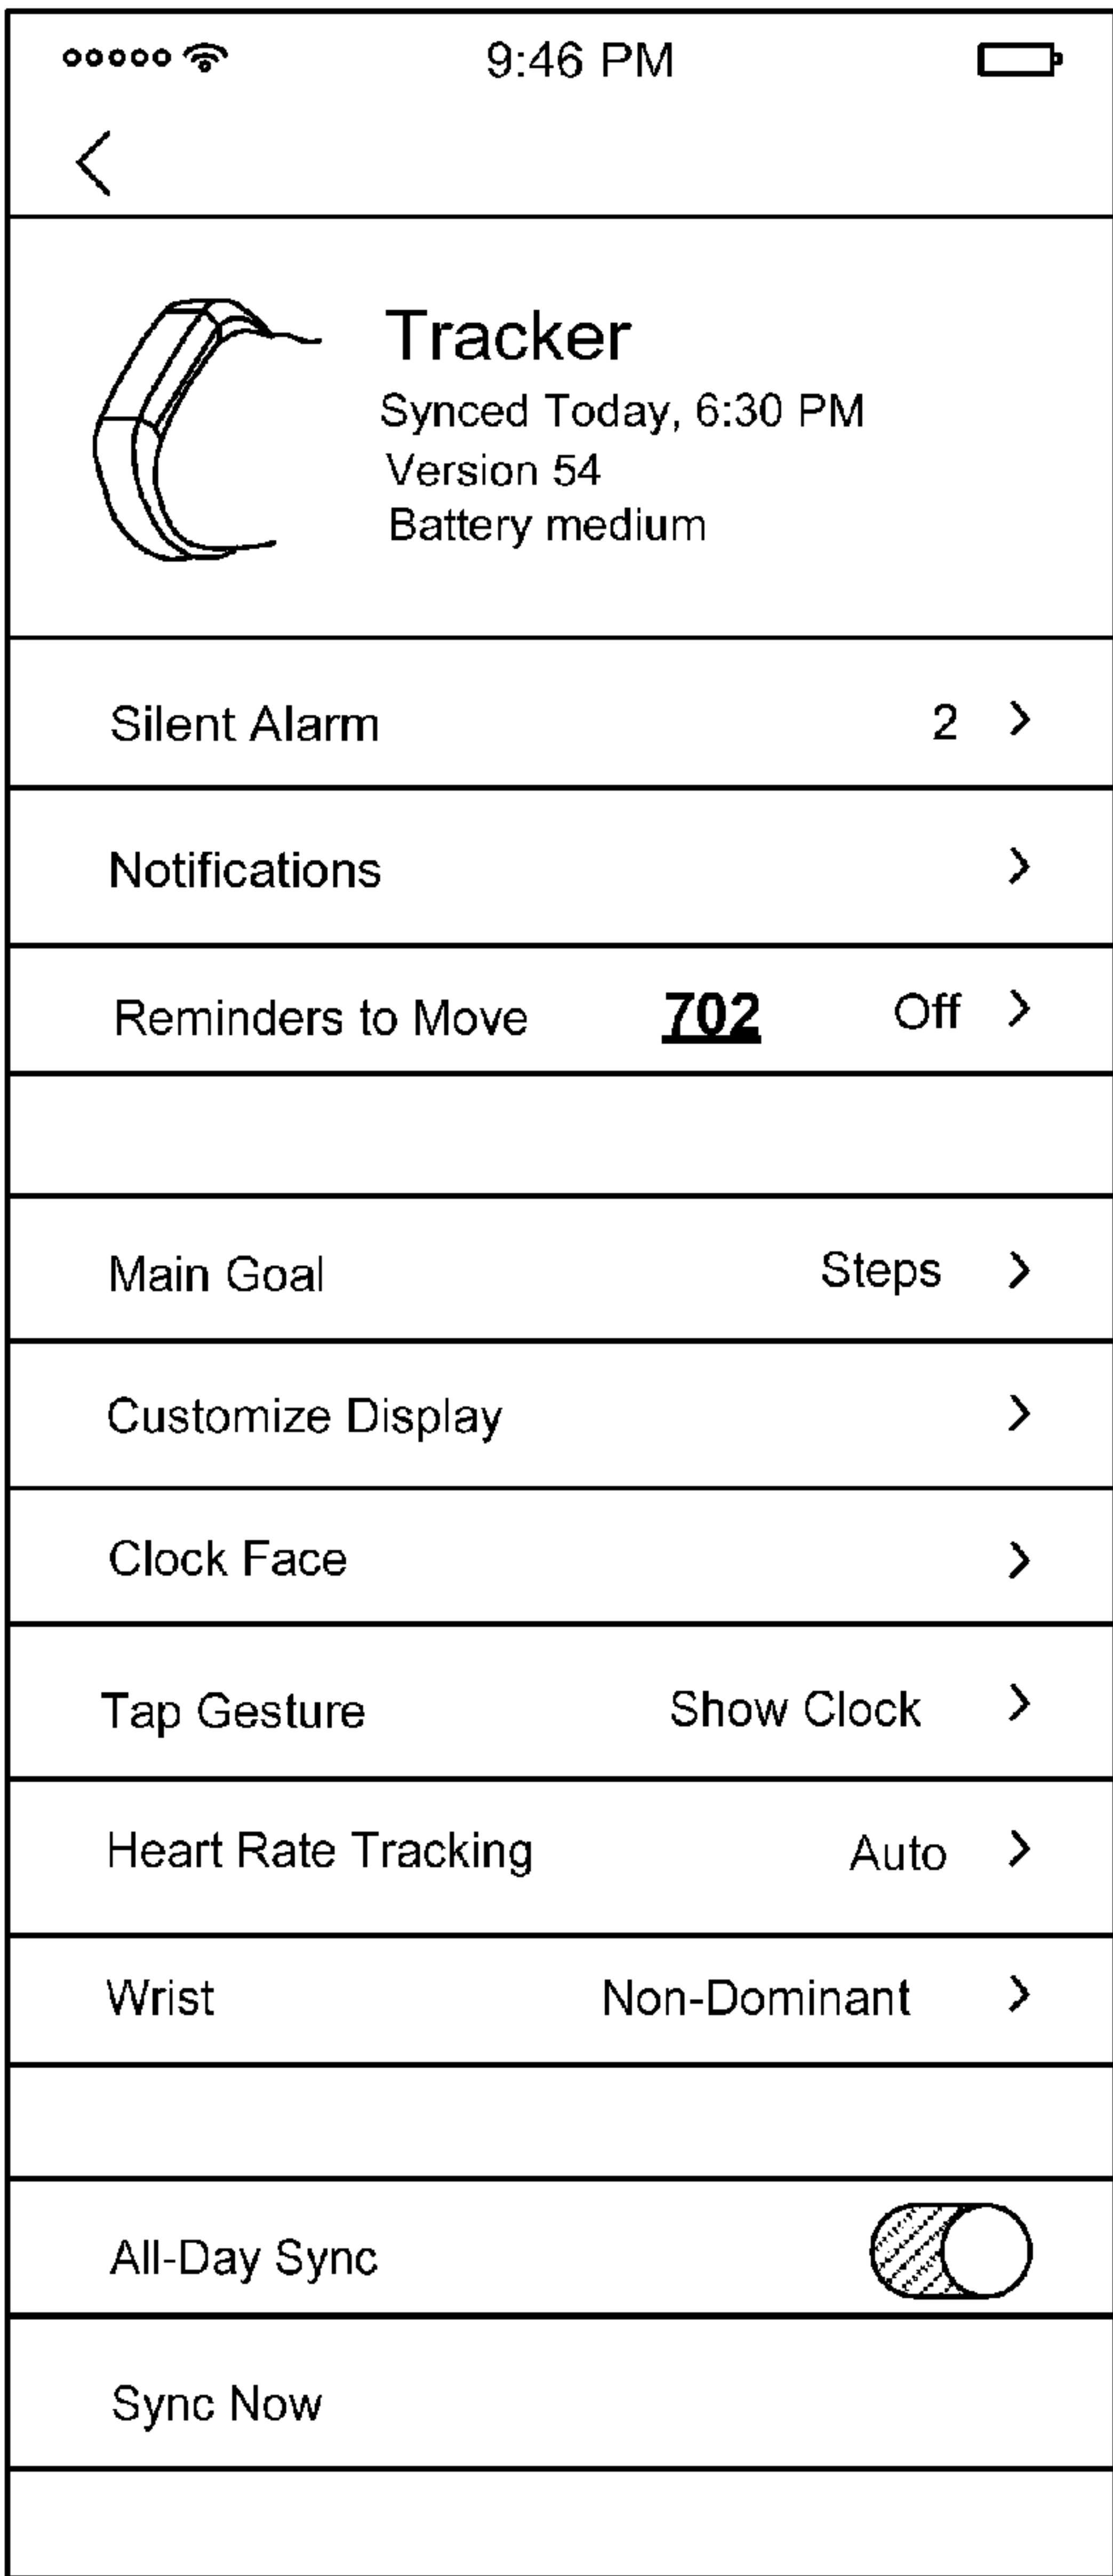 9:46 PM
Tracker
Synced Today, 6:30 PM
Version 54
Battery medium
Silent Alarm 2
Notifications
Reminders to Move 702 Off
Main Goal Steps
Customize Display
Clock Face
Tap Gesture Show Clock
Heart Rate Tracking Auto
Wrist Non-Dominant
All-Day Sync
Sync Now